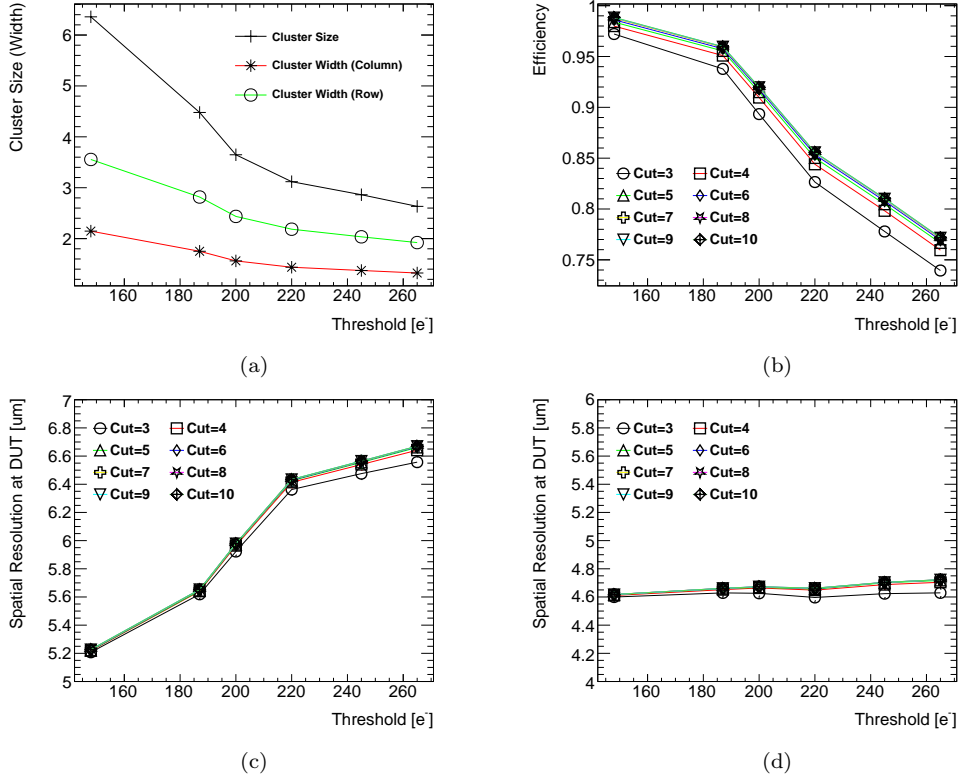 Cluster Size (Width)
6
5
4
3
2
Cluster Size
Cluster Width (Column)
Cluster Width (Row)
160 180 200 220 240 260
Threshold [e-]
(a)
Efficiency
1
0.95
0.9
0.85
0.8
0.75
Cut=3 Cut=4
Cut=5 Cut=6
Cut=7 Cut=8
Cut=9 Cut=10
160 180 200 220 240 260
Threshold [e-]
(b)
Spatial Resolution at DUT [um]
7
6.8
6.6
6.4
6.2
6
5.8
5.6
5.4
5.2
5
Cut=3 Cut=4
Cut=5 Cut=6
Cut=7 Cut=8
Cut=9 Cut=10
160 180 200 220 240 260
Threshold [e-]
(c)
Spatial Resolution at DUT [um]
6
5.8
5.6
5.4
5.2
5
4.8
4.6
4.4
4.2
4
Cut=3 Cut=4
Cut=5 Cut=6
Cut=7 Cut=8
Cut=9 Cut=10
160 180 200 220 240 260
Threshold [e-]
(d)